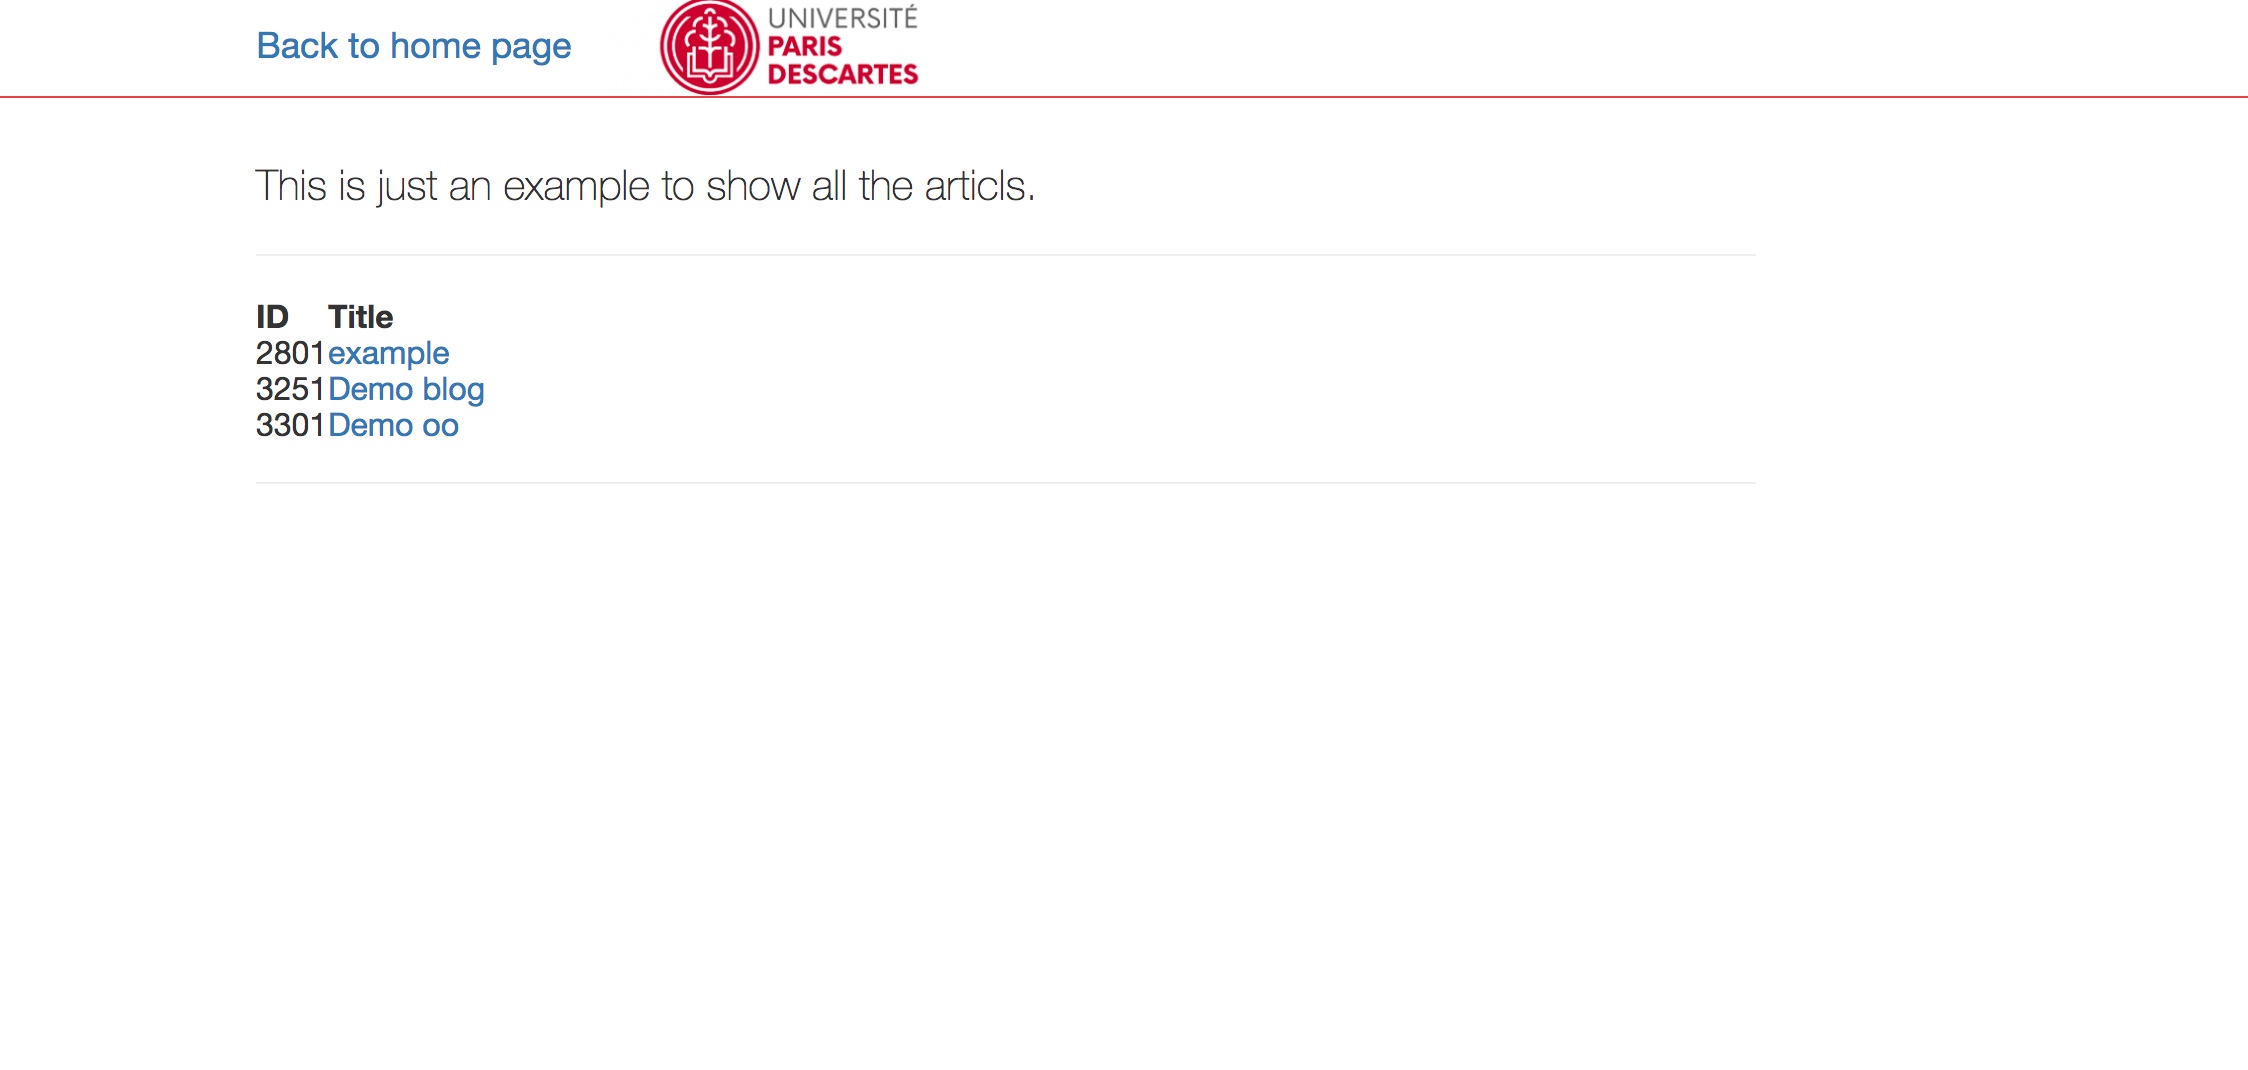 Back to home page
UNIVERSITÉ
PARIS
DESCARTES
This is just an example to show all the articls.
ID Title
2801 example
3251 Demo blog
3301 Demo oo